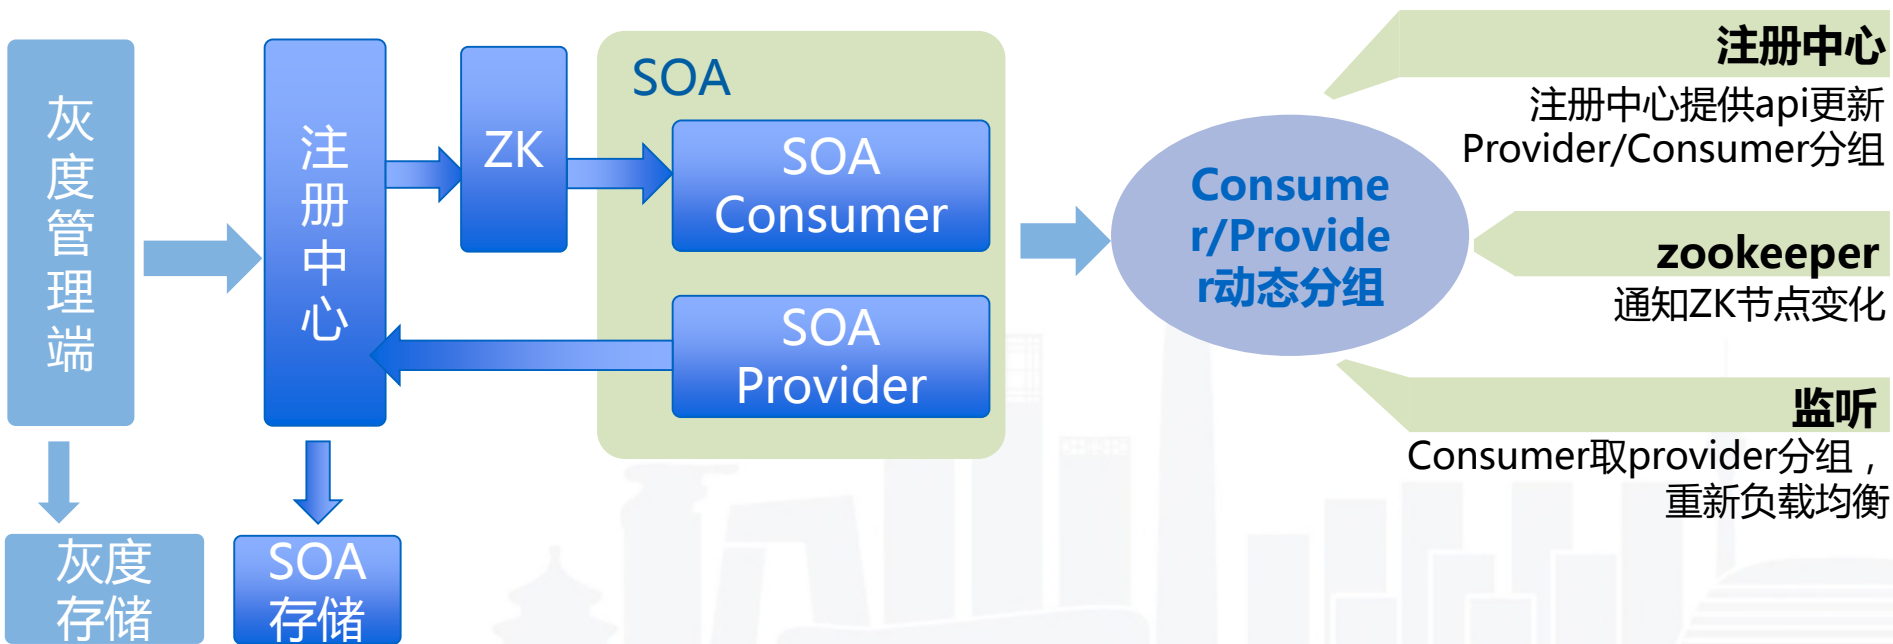 灰度管理端
灰度
存储
注册中心
SOA
存储
ZK
SOA
SOA
Consumer
SOA
Provider
Consume
r/Provide
r动态分组
注册中心
注册中心提供api更新
Provider/Consumer分组
zookeeper
通知ZK节点变化
监听
Consumer取provider分组，
重新负载均衡